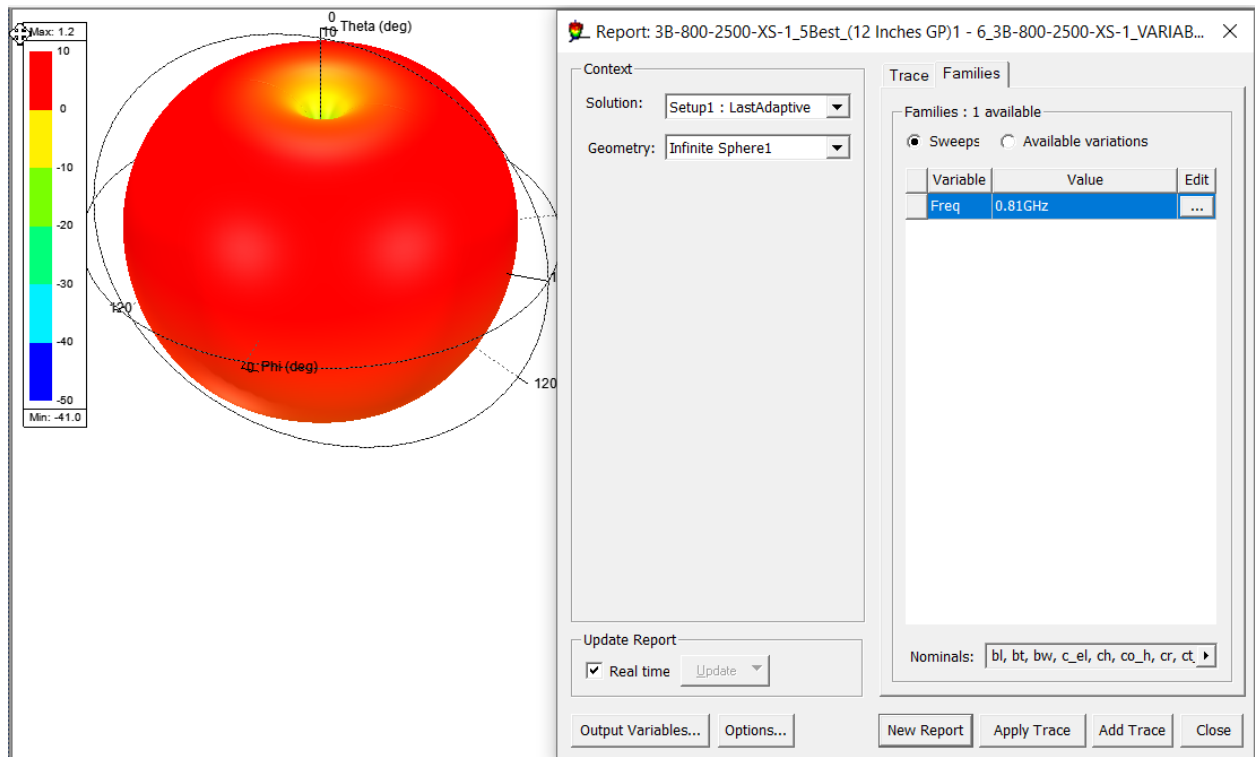 Max: 1.2
10
0
-10
-20
-30
-40
-50
Min: -41.0
0
10
Theta (deg)
120
0
Phi (deg)
120
Report: 3B-800-2500-XS-1_5Best_(12 Inches GP)1 - 6_3B-800-2500-XS-1_VARIAB...
Context
Solution:
Setup1 : LastAdaptive
Geometry:
Infinite Sphere1
Update Report
Real time
Update
Output Variables...
Options...
Trace
Families
Families : 1 available
Sweeps
Available variations
Variable
Value
Edit
Freq
0.81GHz
...
Nominals:
bl, bt, bw, c_el, ch, co_h, cr, ct_
New Report
Apply Trace
Add Trace
Close